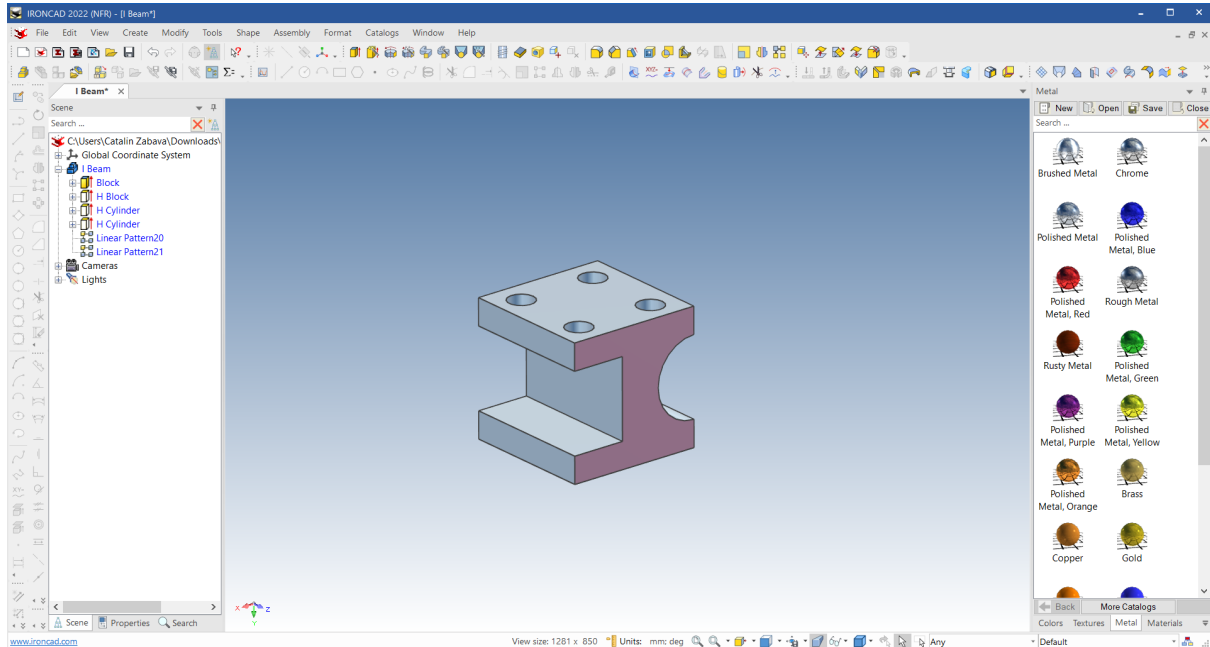 IRONCAD 2022 (NFR) - [I Beam*]
File Edit View Create Modify Tools Shape Assembly Format Catalogs Window Help
I Beam*
Scene
Search ...
C:\Users\Catalin Zabava\Downloads\
Global Coordinate System
I Beam
Block
H Block
H Cylinder
H Cylinder
Linear Pattern20
Linear Pattern21
Cameras
Lights
Scene Properties Search
X Z
Y
Metal
New Open Save Close
Search ...
Brushed Metal Chrome
Polished Metal Polished Metal, Blue
Polished Metal, Red Rough Metal
Rusty Metal Polished Metal, Green
Polished Metal, Purple Polished Metal, Yellow
Polished Metal, Orange Brass
Copper Gold
Back More Catalogs
Colors Textures Metal Materials
www.ironcad.com View size: 1281 x 850 Units: mm; deg Any Default